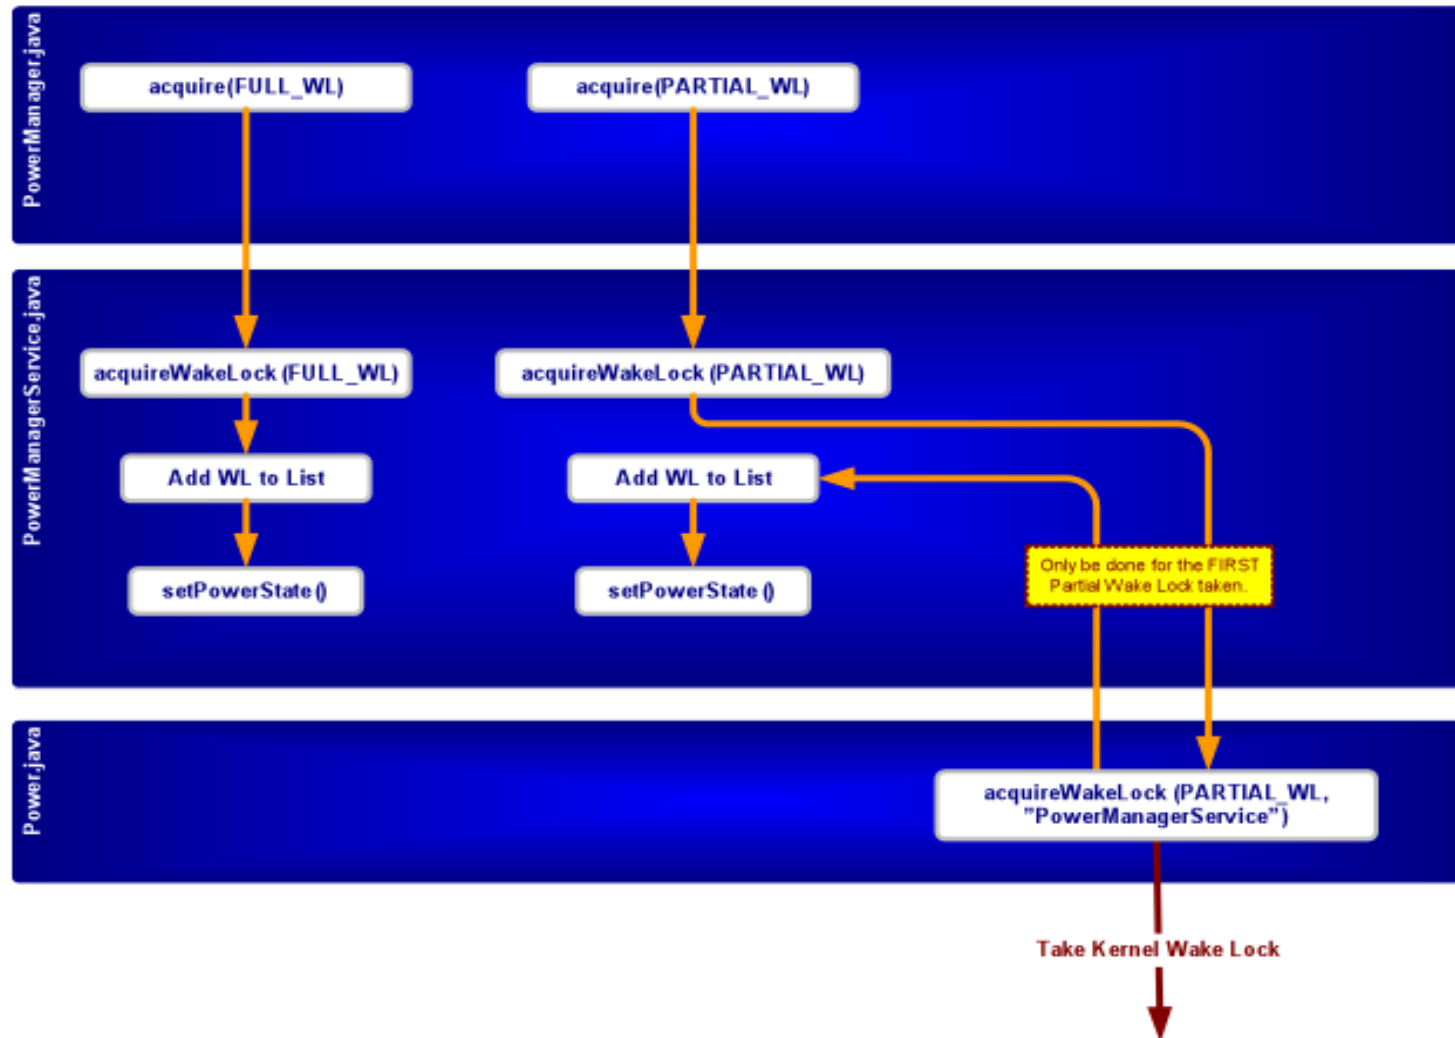 PowerManager.java
acquire(FULL_WL)
acquire(PARTIAL_WL)
PowerManagerService.java
acquireWakeLock (FULL_WL)
acquireWakeLock (PARTIAL_WL)
Add WL to List
Add WL to List
Only be done for the FIRST
Partial Wake Lock taken.
setPowerState ()
setPowerState ()
Power.java
acquireWakeLock (PARTIAL_WL,
"PowerManagerService")
Take Kernel Wake Lock